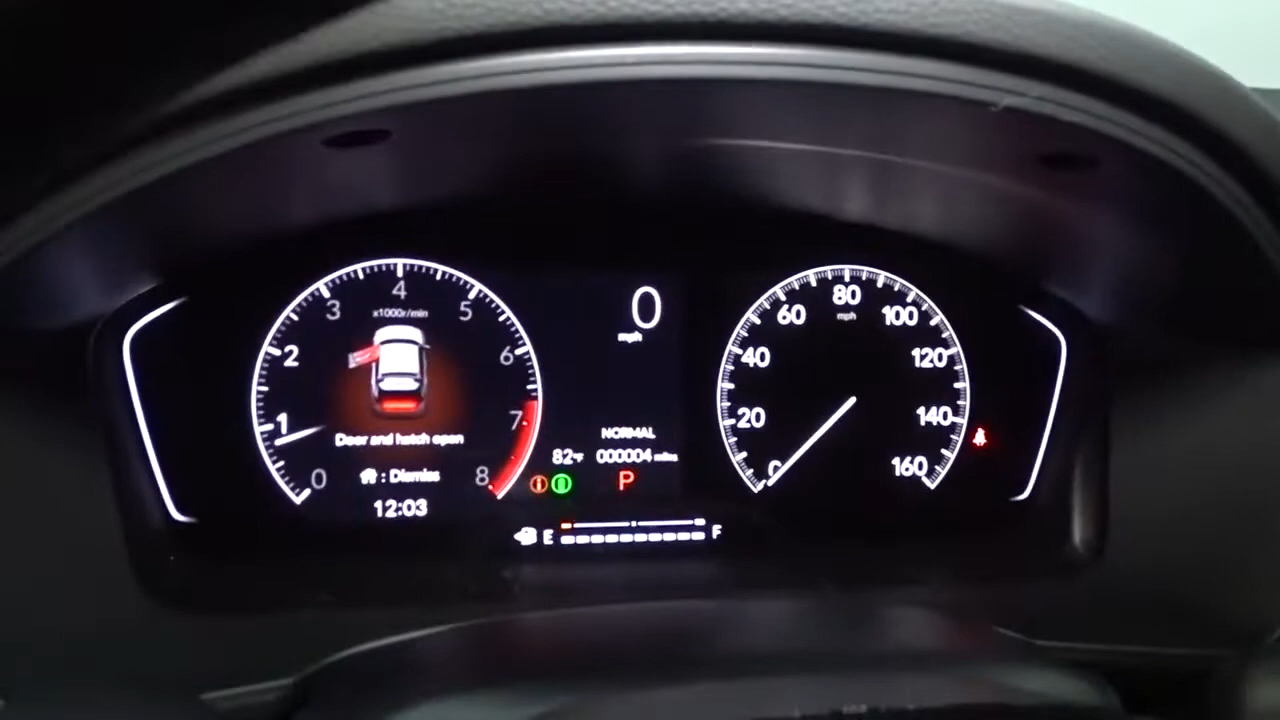 0 1 2 3 4 5 6 7 8
x1000r/min
Door and hatch open
: Dismiss
12:03
0
mph
NORMAL
82°F 000004 miles
P
E F
0 20 40 60 80 100 120 140 160
mph